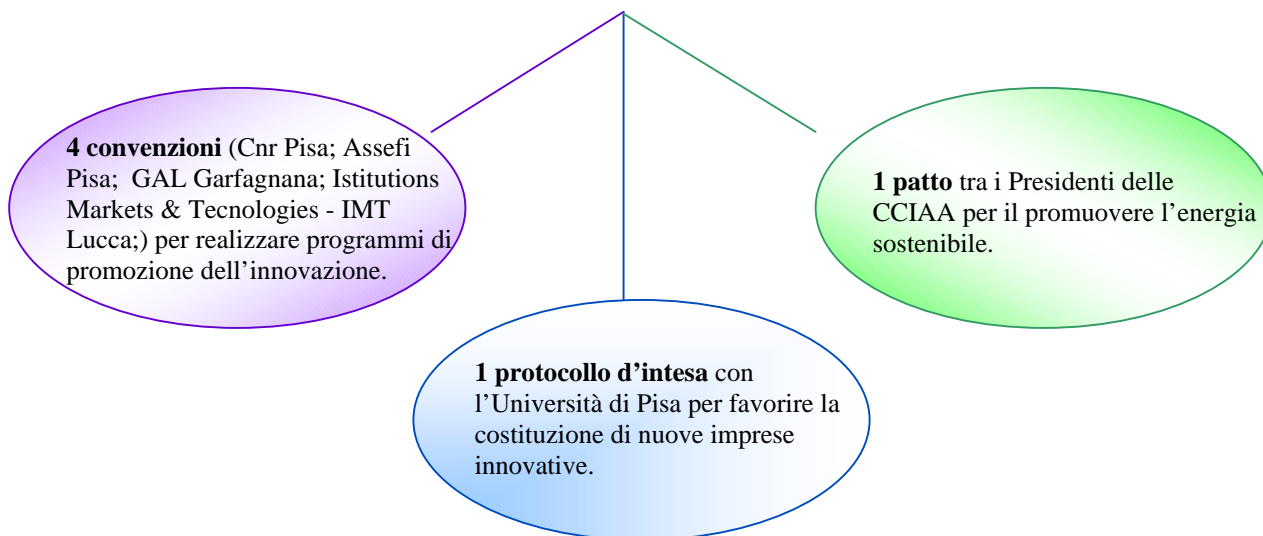 4 convenzioni (Cnr Pisa; Assefi
Pisa; GAL Garfagnana; Istitutions
Markets & Tecnologies - IMT
Lucca;) per realizzare programmi di
promozione dell’innovazione.
1 patto tra i Presidenti delle
CCIAA per il promuovere l’energia
sostenibile.
1 protocollo d’intesa con
l’Università di Pisa per favorire la
costituzione di nuove imprese
innovative.